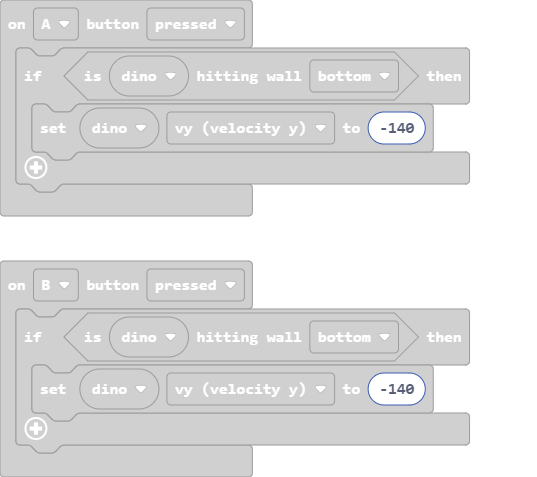 on A button pressed
if is dino hitting wall bottom then
set dino vy (velocity y) to -140
on B button pressed
if is dino hitting wall bottom then
set dino vy (velocity y) to -140